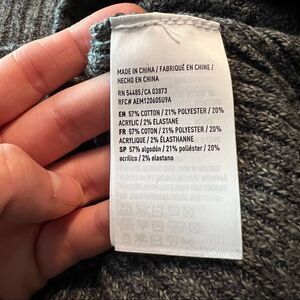 MADE IN CHINA / FABRIQUÉ EN CHINE /
HECHO EN CHINA
RN 54485/CA 03873
RFC# AEM120605U9A
EN 57% COTTON / 21% POLYESTER / 20%
ACRYLIC / 2% ELASTANE
FR 57% COTTON / 21% POLYESTER / 20%
ACRYLIQUE / 2% ÉLASTHANNE
SP 57% algodón / 21% poliéster / 20%
acrílico / 2% elastano